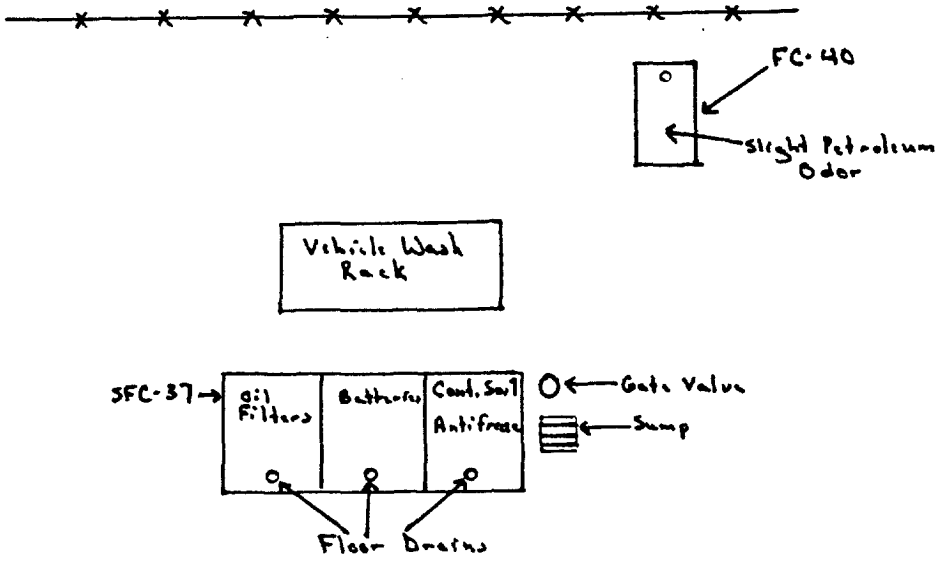 FC-40
Slight Petroleum
Odor
Vehicle Wash
Rack
SFC-37
Oil
Filters
Batteries
Cont. Soil
Antifreeze
Gate Valve
Sump
Floor Drains